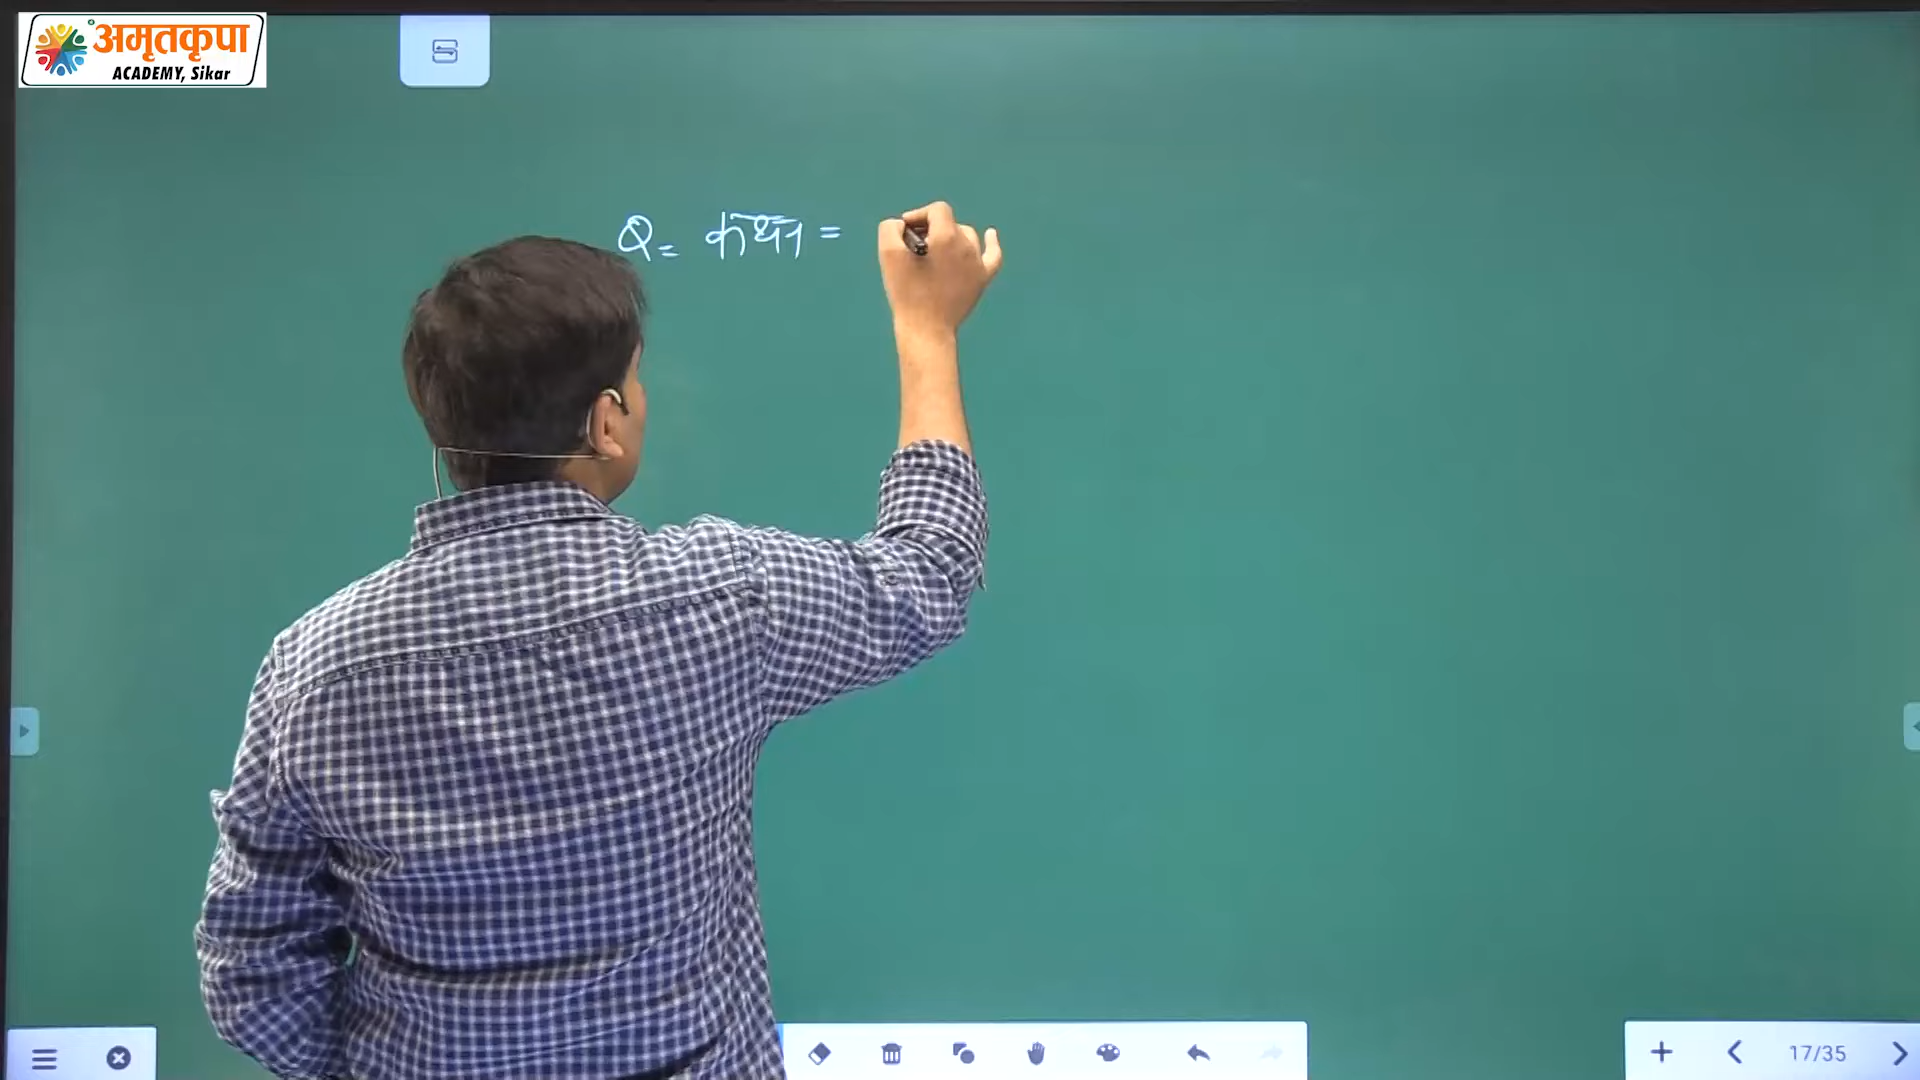 अमृतकृपा
ACADEMY, Sikar
Q= कथन =
17/35